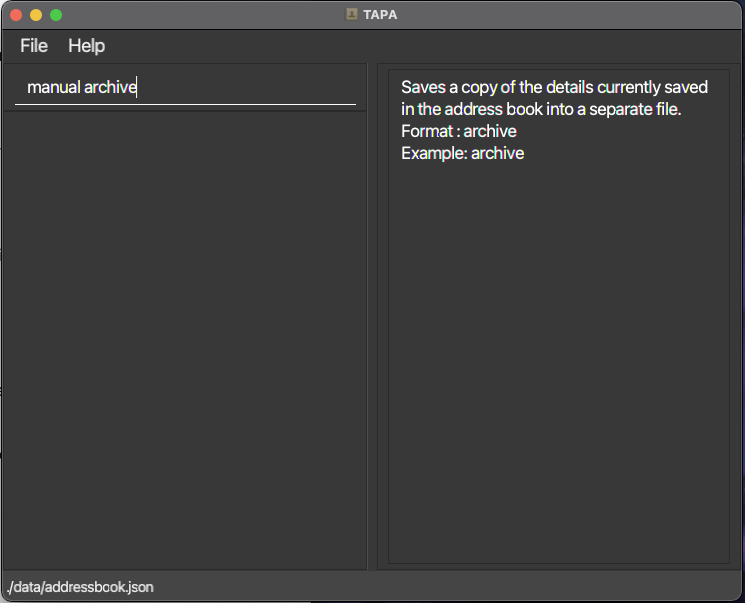 TAPA
File Help
manual archive
Saves a copy of the details currently saved
in the address book into a separate file.
Format : archive
Example: archive
./data/addressbook.json